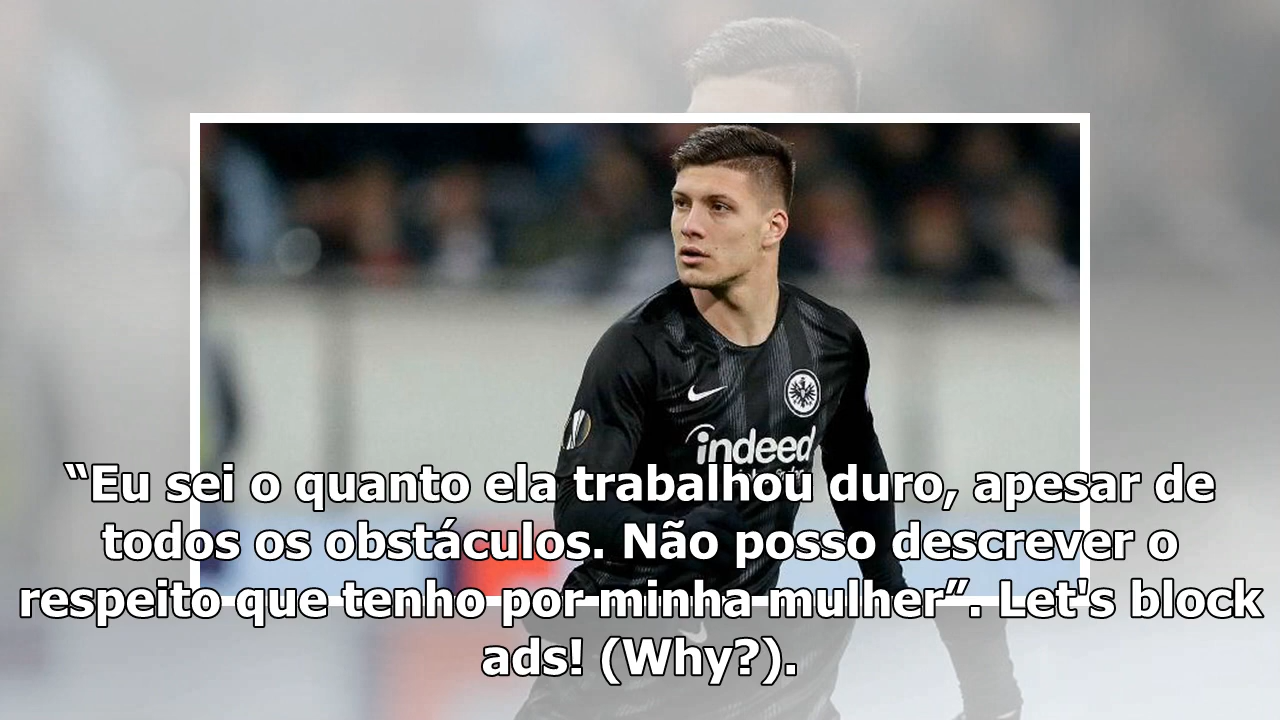 indeed
“Eu sei o quanto ela trabalhou duro, apesar de
todos os obstáculos. Não posso descrever o
respeito que tenho por minha mulher”. Let's block
ads! (Why?).